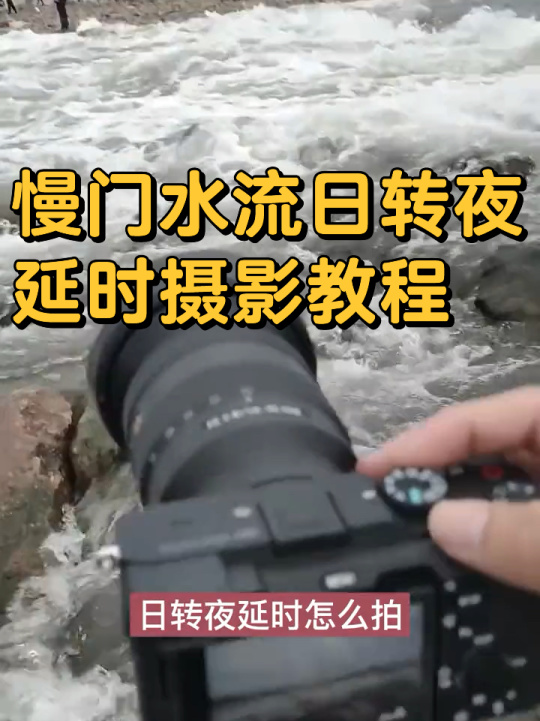 慢门水流日转夜
延时摄影教程
日转夜延时怎么拍